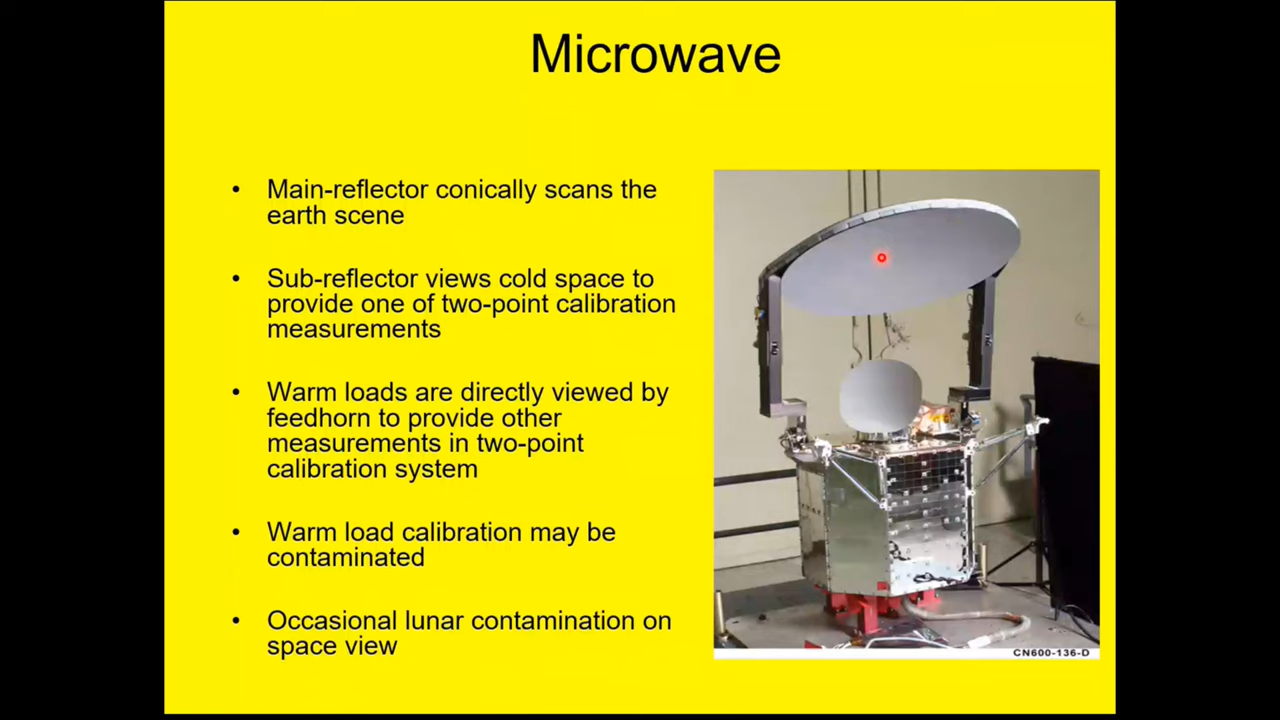 Microwave
• Main-reflector conically scans the
earth scene
• Sub-reflector views cold space to
provide one of two-point calibration
measurements
• Warm loads are directly viewed by
feedhorn to provide other
measurements in two-point
calibration system
• Warm load calibration may be
contaminated
• Occasional lunar contamination on
space view
CN600-136-D